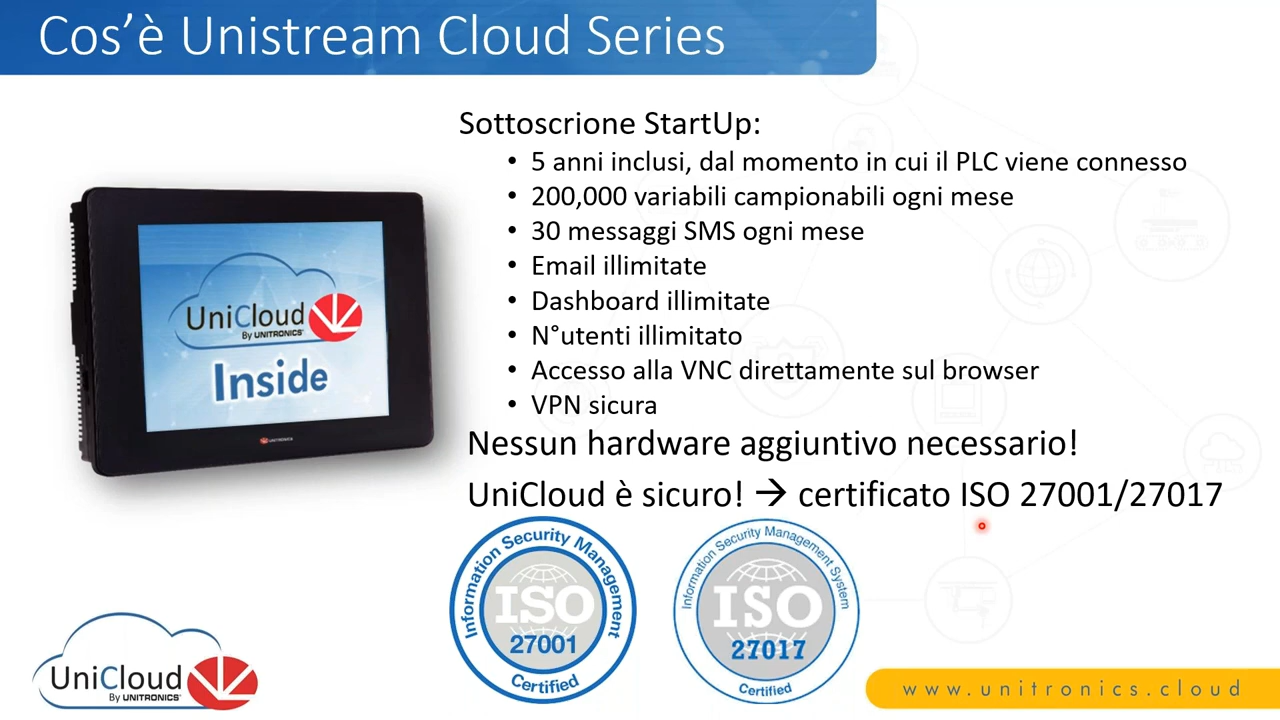 Cos'è Unistream Cloud Series
Sottoscrione StartUp:
• 5 anni inclusi, dal momento in cui il PLC viene connesso
• 200,000 variabili campionabili ogni mese
• 30 messaggi SMS ogni mese
• Email illimitate
• Dashboard illimitate
• N°utenti illimitato
• Accesso alla VNC direttamente sul browser
• VPN sicura
Nessun hardware aggiuntivo necessario!
UniCloud è sicuro! → certificato ISO 27001/27017
UniCloud
By UNITRONICS
Inside
UNITRONICS
Information Security Management
ISO
27001
Certified
Information Security Management System
ISO
27017
Certified
UniCloud
By UNITRONICS
www.unitronics.cloud